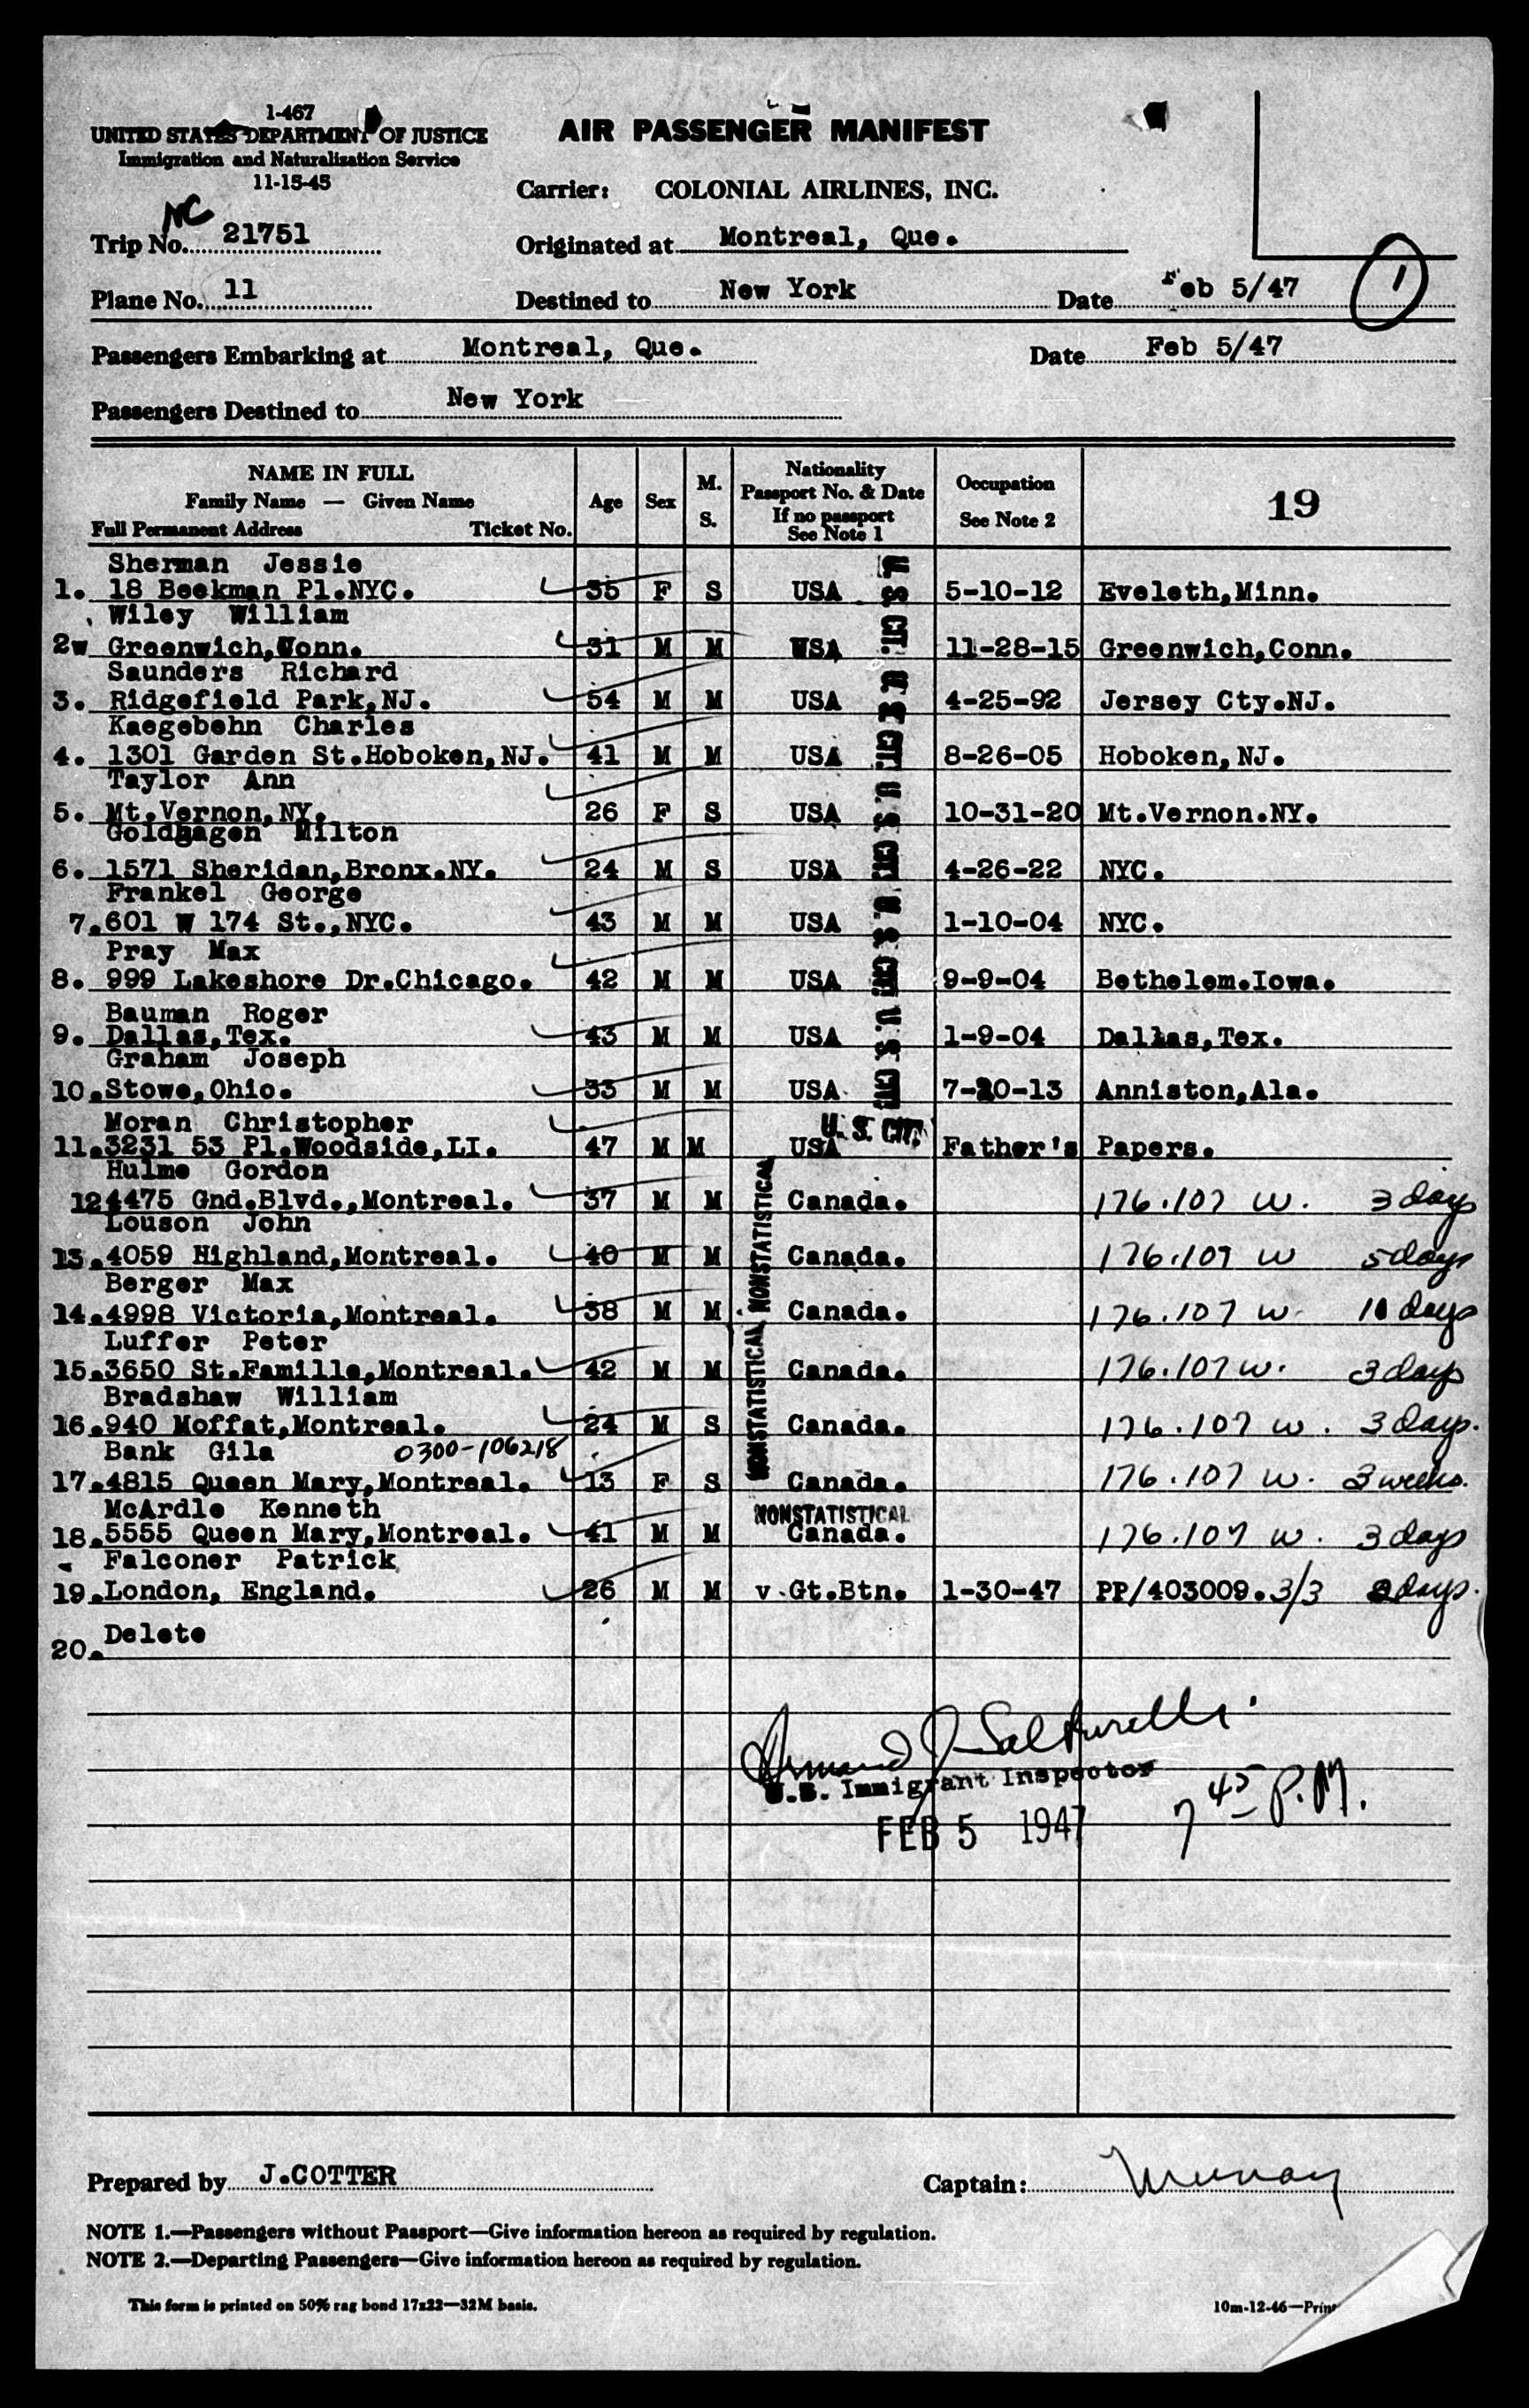 1-467
UNITED STATES DEPARTMENT OF JUSTICE
Immigration and Naturalization Service
11-15-45
AIR PASSENGER MANIFEST
Carrier: COLONIAL AIRLINES, INC.
NC
Trip No. 21751
Originated at Montreal, Que.
Plane No. 11
Destined to New York
Date Feb 5/47
1
Passengers Embarking at Montreal, Que.
Date Feb 5/47
Passengers Destined to New York
NAME IN FULL
Family Name — Given Name
Full Permanent Address Ticket No.
Age
Sex
M. S.
Nationality
Passport No. & Date
If no passport
See Note 1
Occupation
See Note 2
19
Sherman Jessie
1. 18 Beekman Pl.NYC. 35 F S USA 5-10-12 Eveleth,Minn.
Wiley William
2w Greenwich,Conn. 31 M M USA 11-28-15 Greenwich,Conn.
Saunders Richard
3. Ridgefield Park,NJ. 54 M M USA 4-25-92 Jersey Cty.NJ.
Kaegebehn Charles
4. 1301 Garden St.Hoboken,NJ. 41 M M USA 8-26-05 Hoboken,NJ.
Taylor Ann
5. Mt.Vernon,NY. 26 F S USA 10-31-20 Mt.Vernon.NY.
Goldhagen Milton
6. 1571 Sheridan,Bronx.NY. 24 M S USA 4-26-22 NYC.
Frankel George
7. 601 W 174 St.,NYC. 43 M M USA 1-10-04 NYC.
Pray Max
8. 999 Lakeshore Dr.Chicago. 42 M M USA 9-9-04 Bethelem.Iowa.
Bauman Roger
9. Dallas,Tex. 43 M M USA 1-9-04 Dallas,Tex.
Graham Joseph
10. Stowe,Ohio. 33 M M USA 7-20-13 Anniston,Ala.
Moran Christopher
U. S. CIT.
11. 3231 53 Pl.Woodside,LI. 47 M M USA Father's Papers.
Hulme Gordon
12 4475 Gnd.Blvd.,Montreal. 37 M M Canada. 176.107 w. 3 days
Louson John
13. 4059 Highland,Montreal. 40 M M Canada. 176.107 w 5 days
Berger Max
14. 4998 Victoria,Montreal. 38 M M Canada. 176.107 w. 10 days
Luffer Peter
15. 3650 St.Famille,Montreal. 42 M M Canada. 176.107 w. 3 days
Bradshaw William
16. 940 Moffat,Montreal. 24 M S Canada. 176.107 w. 3 days.
Bank Gila 0300-106218
17. 4815 Queen Mary,Montreal. 13 F S Canada. 176.107 w. 3 weeks.
McArdle Kenneth
NONSTATISTICAL
18. 5555 Queen Mary,Montreal. 41 M M Canada. 176.107 w. 3 days
Falconer Patrick
19. London, England. 26 M M v Gt.Btn. 1-30-47 PP/403009. 3/3 days.
Delete
20.
U. S. CIT. U. S. CIT. U. S. CIT. U. S. CIT. U. S. CIT.
NONSTATISTICAL NONSTATISTICAL
Armand J Salturelli
U.S. Immigrant Inspector
FEB 5 1947
7 45 P.M.
Prepared by J.COTTER
Captain: Murray
NOTE 1.—Passengers without Passport—Give information hereon as required by regulation.
NOTE 2.—Departing Passengers—Give information hereon as required by regulation.
This form is printed on 50% rag bond 17x22—32M basis.
10m-12-46—Print